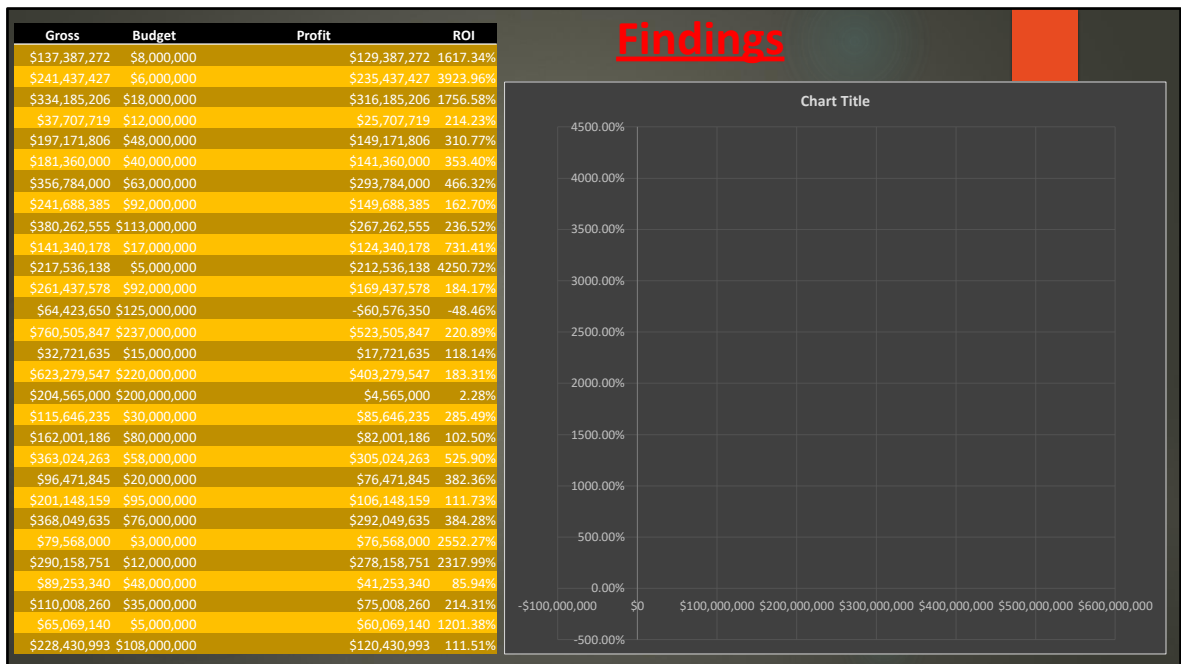 Findings
Gross Budget Profit ROI
$137,387,272 $8,000,000 $129,387,272 1617.34%
$241,437,427 $6,000,000 $235,437,427 3923.96%
$334,185,206 $18,000,000 $316,185,206 1756.58%
$37,707,719 $12,000,000 $25,707,719 214.23%
$197,171,806 $48,000,000 $149,171,806 310.77%
$181,360,000 $40,000,000 $141,360,000 353.40%
$356,784,000 $63,000,000 $293,784,000 466.32%
$241,688,385 $92,000,000 $149,688,385 162.70%
$380,262,555 $113,000,000 $267,262,555 236.52%
$141,340,178 $17,000,000 $124,340,178 731.41%
$217,536,138 $5,000,000 $212,536,138 4250.72%
$261,437,578 $92,000,000 $169,437,578 184.17%
$64,423,650 $125,000,000 -$60,576,350 -48.46%
$760,505,847 $237,000,000 $523,505,847 220.89%
$32,721,635 $15,000,000 $17,721,635 118.14%
$623,279,547 $220,000,000 $403,279,547 183.31%
$204,565,000 $200,000,000 $4,565,000 2.28%
$115,646,235 $30,000,000 $85,646,235 285.49%
$162,001,186 $80,000,000 $82,001,186 102.50%
$363,024,263 $58,000,000 $305,024,263 525.90%
$96,471,845 $20,000,000 $76,471,845 382.36%
$201,148,159 $95,000,000 $106,148,159 111.73%
$368,049,635 $76,000,000 $292,049,635 384.28%
$79,568,000 $3,000,000 $76,568,000 2552.27%
$290,158,751 $12,000,000 $278,158,751 2317.99%
$89,253,340 $48,000,000 $41,253,340 85.94%
$110,008,260 $35,000,000 $75,008,260 214.31%
$65,069,140 $5,000,000 $60,069,140 1201.38%
$228,430,993 $108,000,000 $120,430,993 111.51%
Chart Title
4500.00%
4000.00%
3500.00%
3000.00%
2500.00%
2000.00%
1500.00%
1000.00%
500.00%
0.00%
-$100,000,000 $0 $100,000,000 $200,000,000 $300,000,000 $400,000,000 $500,000,000 $600,000,000
-500.00%